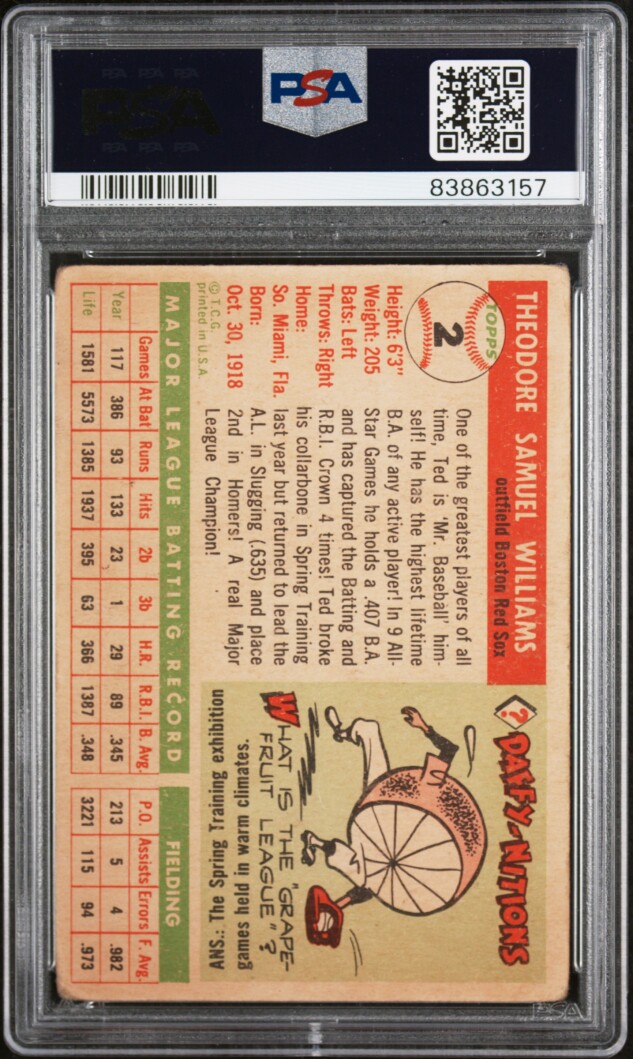 PSA
83863157
THEODORE SAMUEL WILLIAMS
outfield Boston Red Sox
TOPPS
2
Height: 6'3"
Weight: 205
Bats: Left
Throws: Right
Home:
So. Miami, Fla.
Born:
Oct. 30, 1918
© T.C.G.
printed in U.S.A.
One of the greatest players of all
time, Ted is 'Mr. Baseball' him-
self! He has the highest lifetime
B.A. of any active player! In 9 All-
Star Games he holds a .407 B.A.
and has captured the Batting and
R.B.I. Crown 4 times! Ted broke
his collarbone in Spring Training
last year but returned to lead the
A.L. in Slugging (.635) and place
2nd in Homers! A real Major
League Champion!
? DAFFY-NITIONS
WHAT IS THE "GRAPE-
FRUIT LEAGUE"?
ANS.: The Spring Training exhibition
games held in warm climates.
MAJOR LEAGUE BATTING RECORD
Games At Bat Runs Hits 2b 3b H.R. R.B.I. B. Avg.
Year 117 386 93 133 23 1 29 89 .345
Life 1581 5573 1385 1937 395 63 366 1387 .348
FIELDING
P.O. Assists Errors F. Avg.
213 5 4 .982
3221 115 94 .973
PSA